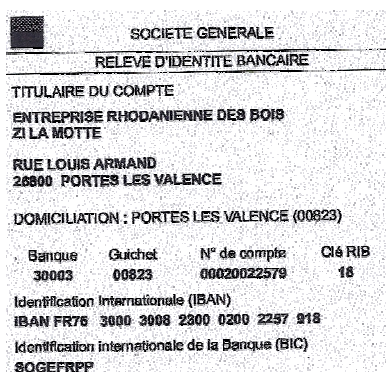 SOCIETE GENERALE
RELEVE D'IDENTITE BANCAIRE
TITULAIRE DU COMPTE
ENTREPRISE RHODANIENNE DES BOIS
ZI LA MOTTE
RUE LOUIS ARMAND
26800 PORTES LES VALENCE
DOMICILIATION : PORTES LES VALENCE (00823)
Banque Guichet N° de compte Clé RIB
30003 00823 00020022579 18
Identification Internationale (IBAN)
IBAN FR76 3000 3008 2300 0200 2257 918
Identification internationale de la Banque (BIC)
SOGEFRPP